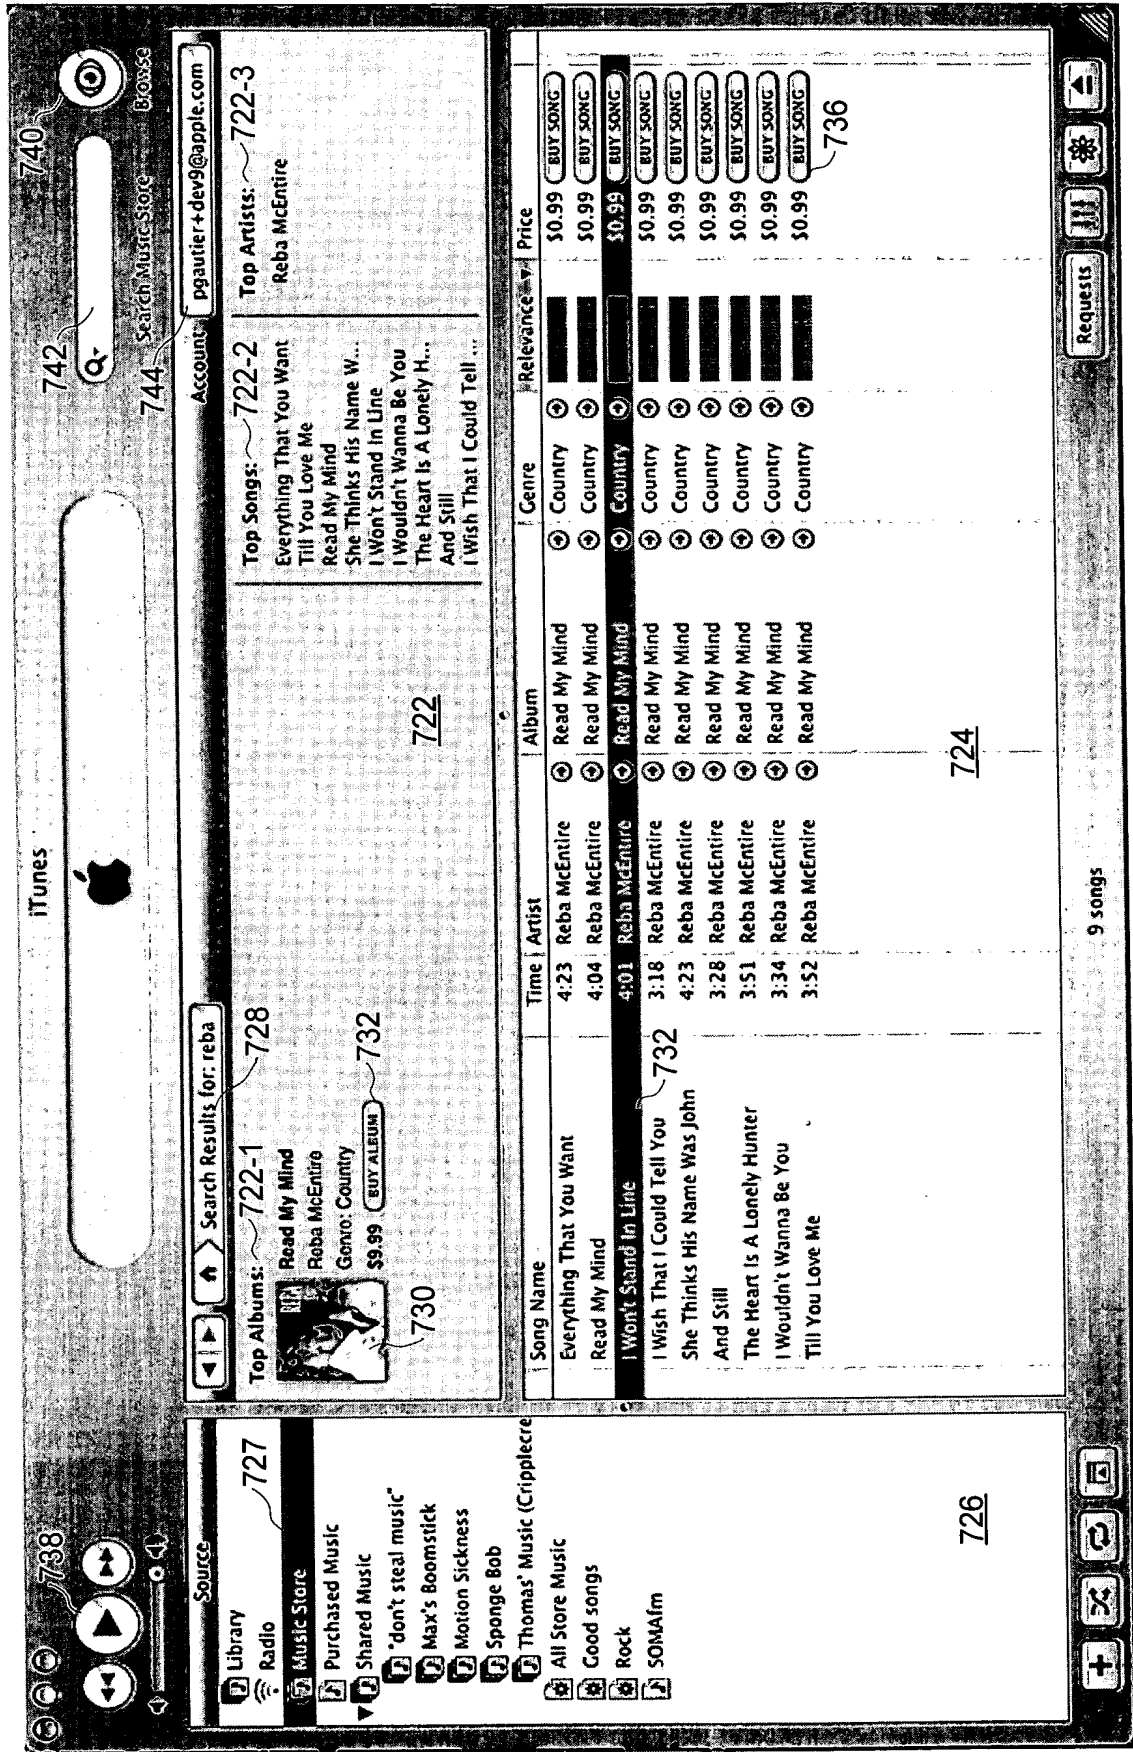 iTunes
738
742
740
Search Music Store
Browse
744
Source
Search Results for: reba
Account:
pgautier+dev9@apple.com
728
Library
Radio
727
Music Store
Purchased Music
Shared Music
"don't steal music"
Max's Boomstick
Motion Sickness
Sponge Bob
Thomas' Music (Cripplecre
All Store Music
Good songs
Rock
SOMAfm
726
Top Albums:
722-1
Read My Mind
Reba McEntire
Genre: Country
$9.99 BUY ALBUM
732
730
722
Top Songs:
722-2
Everything That You Want
Till You Love Me
Read My Mind
She Thinks His Name W...
I Won't Stand In Line
I Wouldn't Wanna Be You
The Heart Is A Lonely H...
And Still
I Wish That I Could Tell ...
Top Artists:
722-3
Reba McEntire
Song Name Time Artist Album Genre Relevance Price
Everything That You Want 4:23 Reba McEntire Read My Mind Country $0.99 BUY SONG
Read My Mind 4:04 Reba McEntire Read My Mind Country $0.99 BUY SONG
I Won't Stand In Line 4:01 Reba McEntire Read My Mind Country $0.99 BUY SONG
I Wish That I Could Tell You 3:18 Reba McEntire Read My Mind Country $0.99 BUY SONG
She Thinks His Name Was John 4:23 Reba McEntire Read My Mind Country $0.99 BUY SONG
And Still 3:28 Reba McEntire Read My Mind Country $0.99 BUY SONG
The Heart Is A Lonely Hunter 3:51 Reba McEntire Read My Mind Country $0.99 BUY SONG
I Wouldn't Wanna Be You 3:34 Reba McEntire Read My Mind Country $0.99 BUY SONG
Till You Love Me 3:52 Reba McEntire Read My Mind Country $0.99 BUY SONG
732
736
724
9 songs
Requests